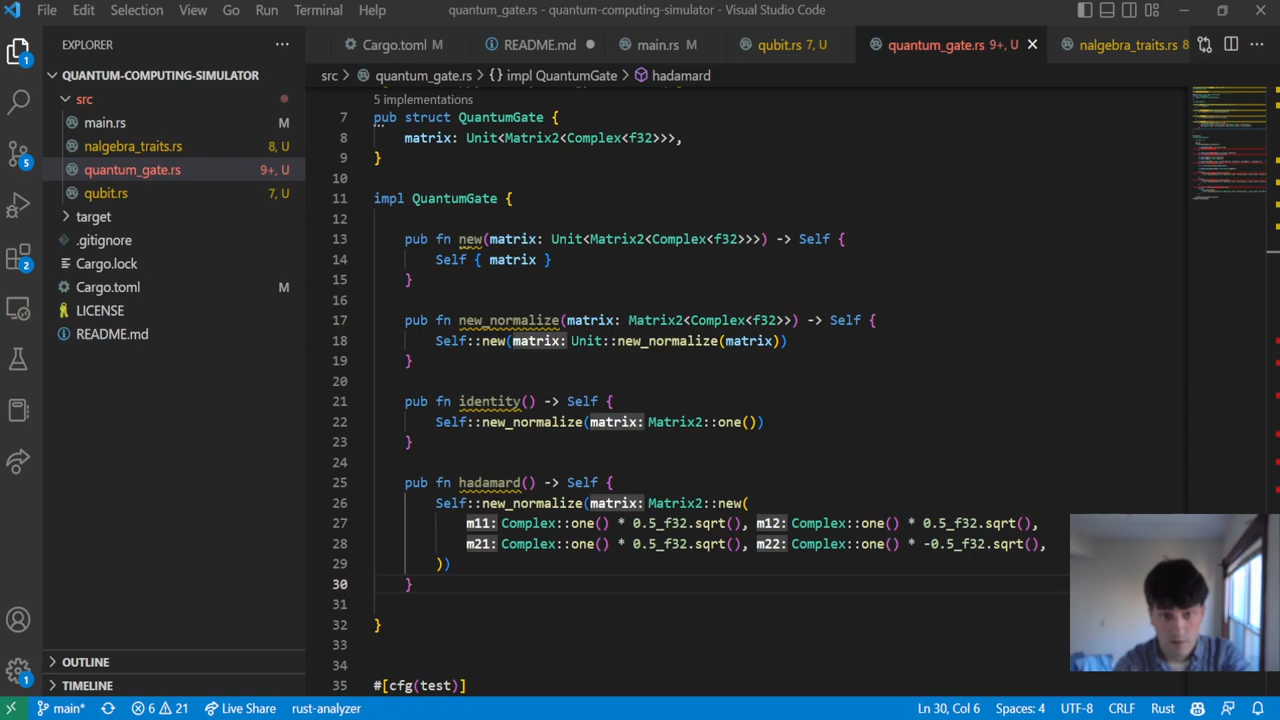 File Edit Selection View Go Run Terminal Help quantum_gate.rs - quantum-computing-simulator - Visual Studio Code
EXPLORER
Cargo.toml M
README.md
main.rs M
qubit.rs 7, U
quantum_gate.rs 9+, U
nalgebra_traits.rs 8
src > quantum_gate.rs > {} impl QuantumGate > hadamard
QUANTUM-COMPUTING-SIMULATOR
src
main.rs M
nalgebra_traits.rs 8, U
quantum_gate.rs 9+, U
qubit.rs 7, U
target
.gitignore
Cargo.lock
Cargo.toml M
LICENSE
README.md
OUTLINE
TIMELINE
1
5
2
1
5 implementations
7 pub struct QuantumGate {
8 matrix: Unit<Matrix2<Complex<f32>>>,
9 }
10
11 impl QuantumGate {
12
13 pub fn new(matrix: Unit<Matrix2<Complex<f32>>>) -> Self {
14 Self { matrix }
15 }
16
17 pub fn new_normalize(matrix: Matrix2<Complex<f32>>) -> Self {
18 Self::new(matrix: Unit::new_normalize(matrix))
19 }
20
21 pub fn identity() -> Self {
22 Self::new_normalize(matrix: Matrix2::one())
23 }
24
25 pub fn hadamard() -> Self {
26 Self::new_normalize(matrix: Matrix2::new(
27 m11: Complex::one() * 0.5_f32.sqrt(), m12: Complex::one() * 0.5_f32.sqrt(),
28 m21: Complex::one() * 0.5_f32.sqrt(), m22: Complex::one() * -0.5_f32.sqrt(),
29 ))
30 }
31
32 }
33
34
35 #[cfg(test)]
main* 6 21 Live Share rust-analyzer Ln 30, Col 6 Spaces: 4 UTF-8 CRLF Rust